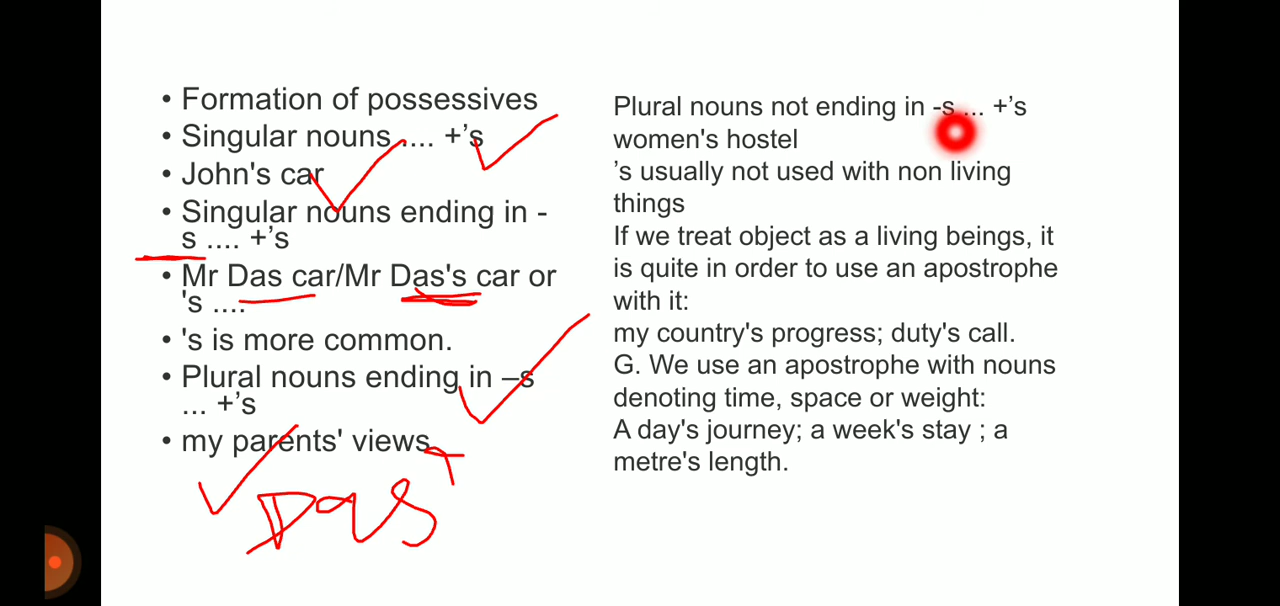 • Formation of possessives
• Singular nouns .... +’s
• John's car
• Singular nouns ending in -
s .... +’s
• Mr Das car/Mr Das's car or
's ....
• 's is more common.
• Plural nouns ending in –s
... +’s
• my parents' views
Das
Plural nouns not ending in -s ... +’s
women's hostel
’s usually not used with non living
things
If we treat object as a living beings, it
is quite in order to use an apostrophe
with it:
my country's progress; duty's call.
G. We use an apostrophe with nouns
denoting time, space or weight:
A day's journey; a week's stay ; a
metre's length.